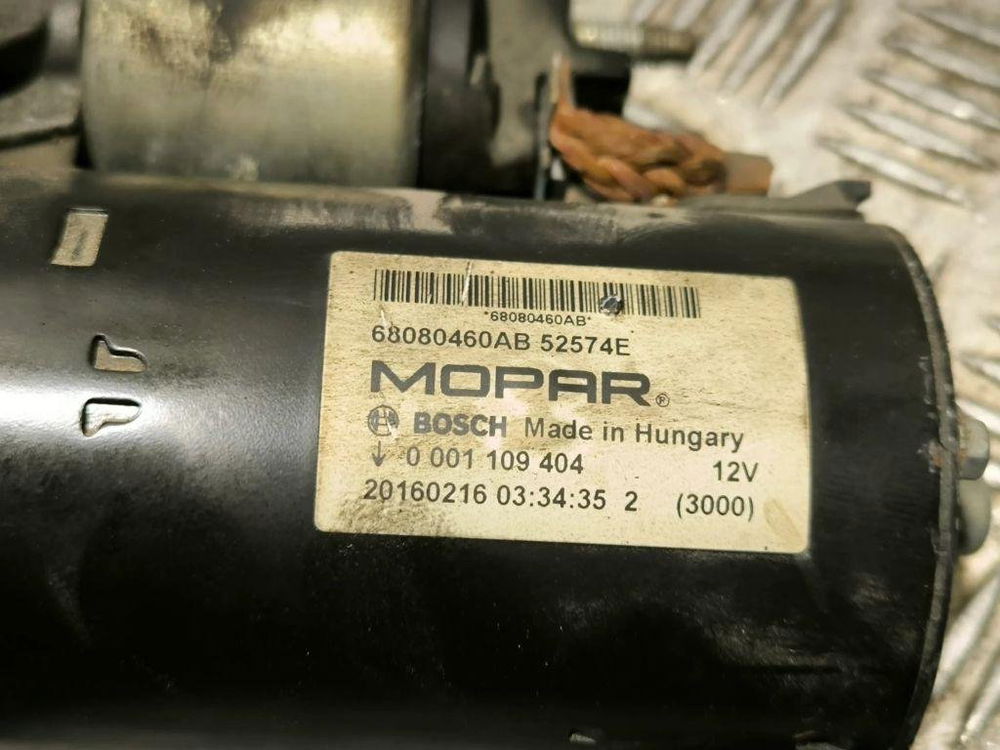 *68080460AB*
68080460AB 52574E
MOPAR®
BOSCH Made in Hungary
↓ 0 001 109 404 12V
20160216 03:34:35 2 (3000)